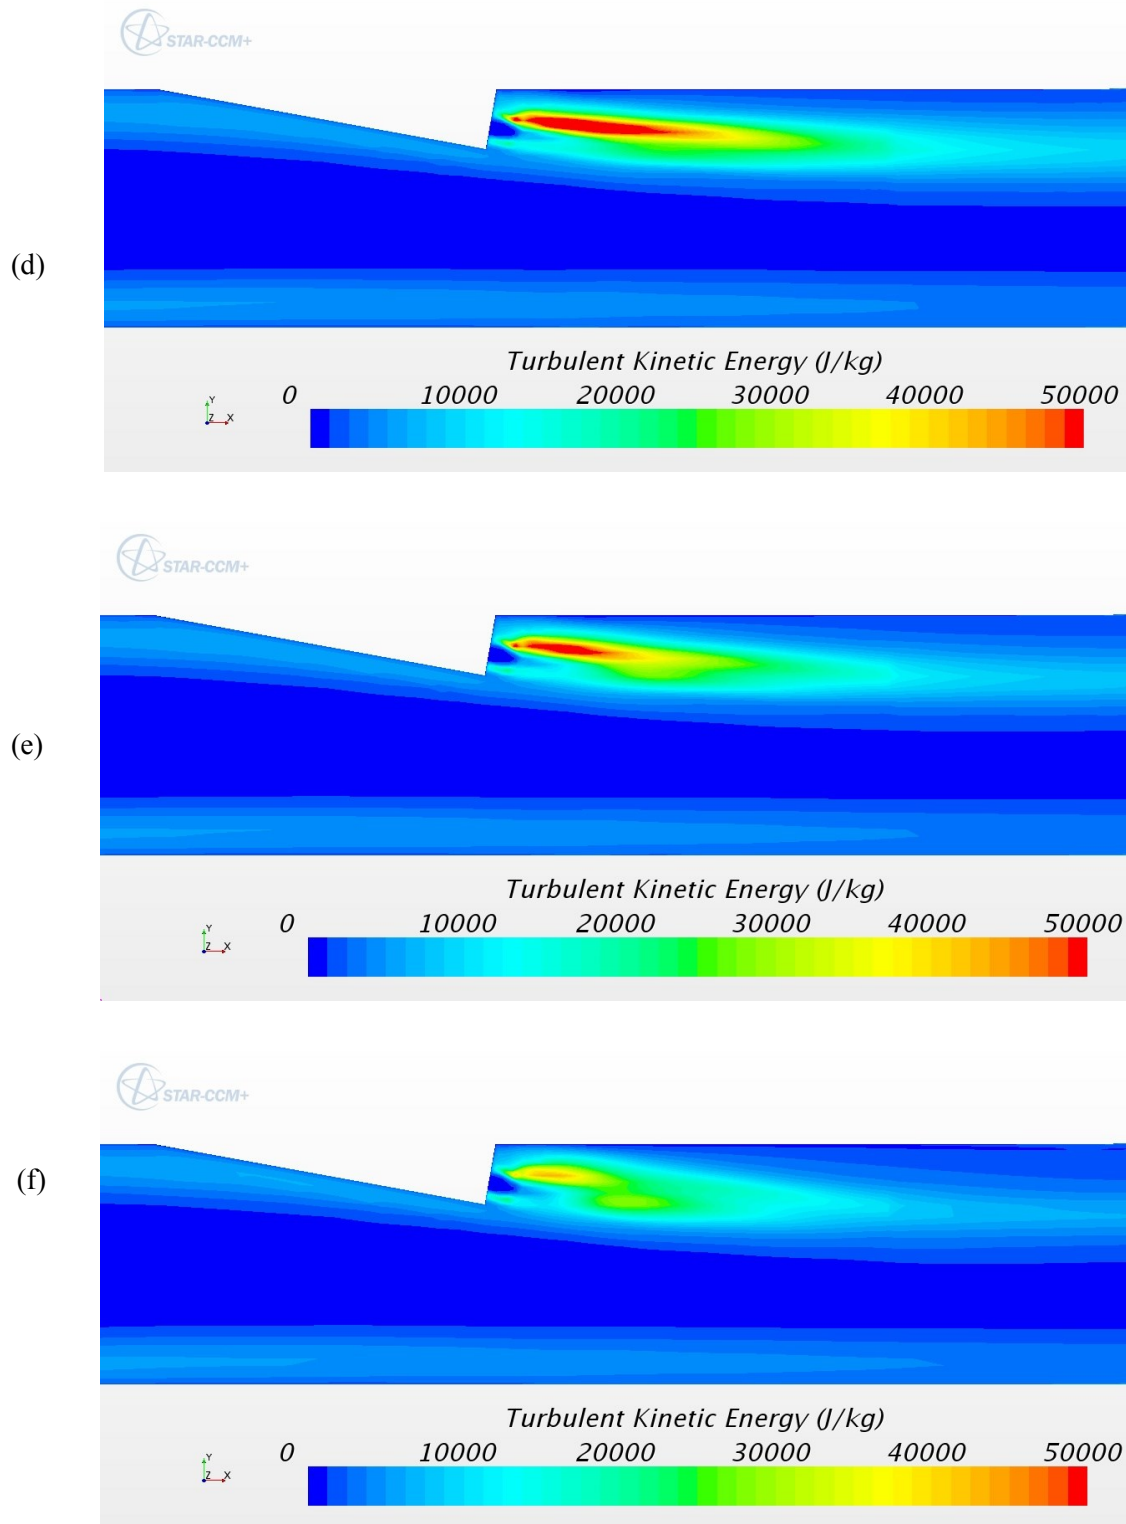 STAR-CCM+
(d)
Turbulent Kinetic Energy (J/kg)
0 10000 20000 30000 40000 50000
Y
Z X
STAR-CCM+
(e)
Turbulent Kinetic Energy (J/kg)
0 10000 20000 30000 40000 50000
Y
Z X
STAR-CCM+
(f)
Turbulent Kinetic Energy (J/kg)
0 10000 20000 30000 40000 50000
Y
Z X